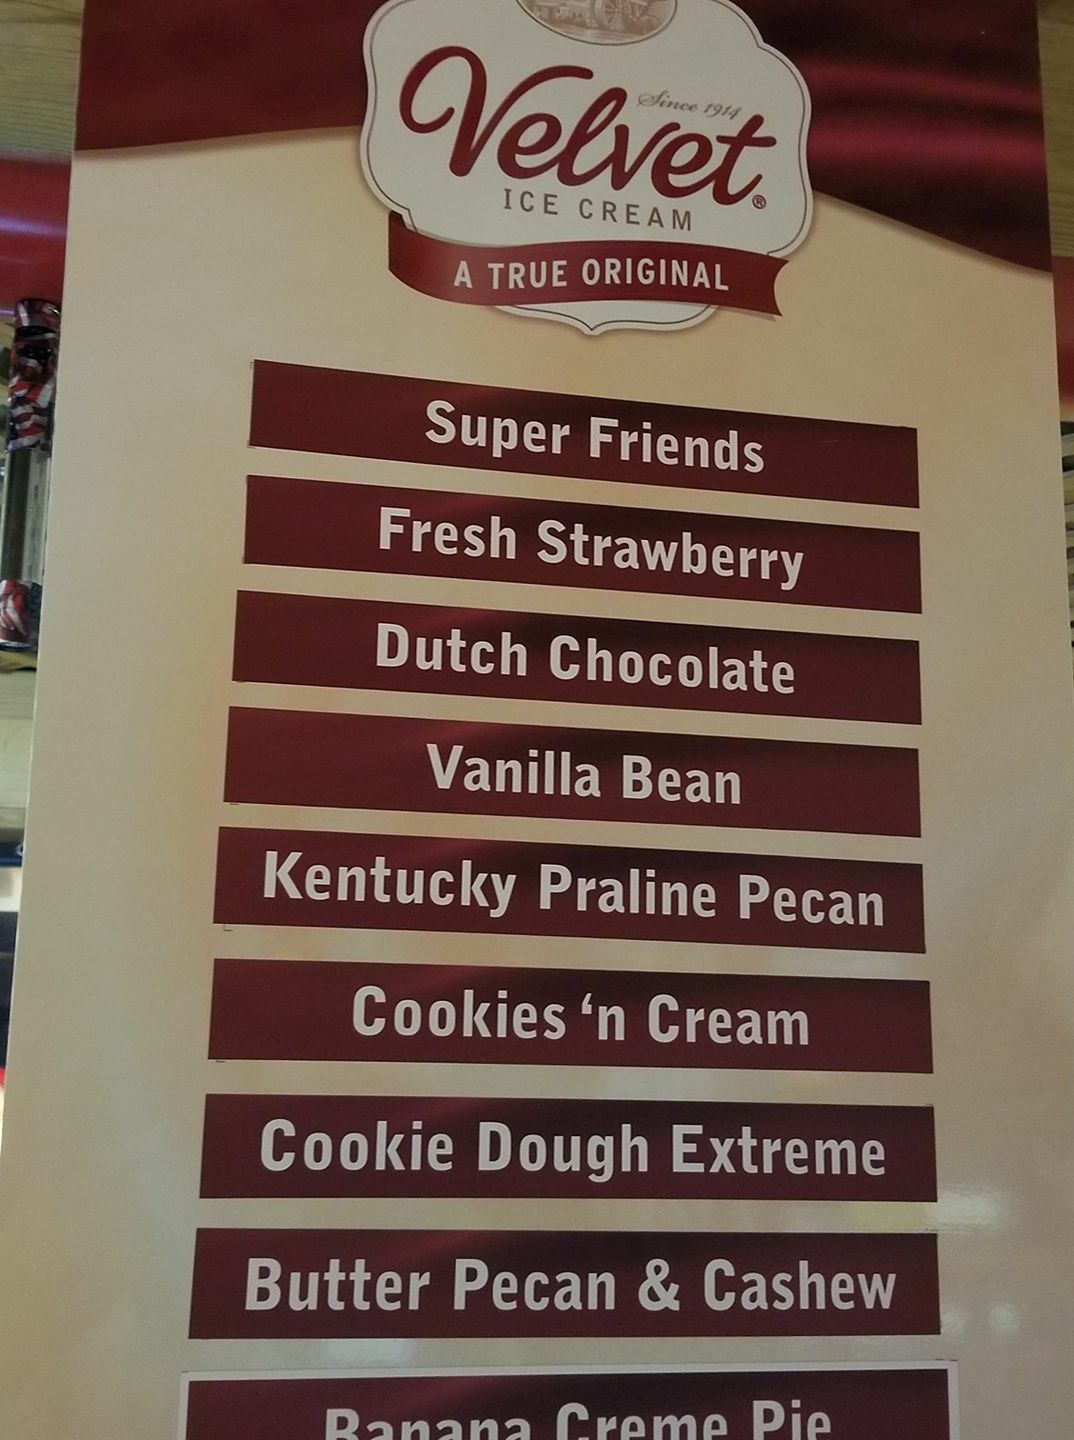 Since 1914
Velvet®
ICE CREAM
A TRUE ORIGINAL
Super Friends
Fresh Strawberry
Dutch Chocolate
Vanilla Bean
Kentucky Praline Pecan
Cookies ‘n Cream
Cookie Dough Extreme
Butter Pecan & Cashew
Banana Creme Pie